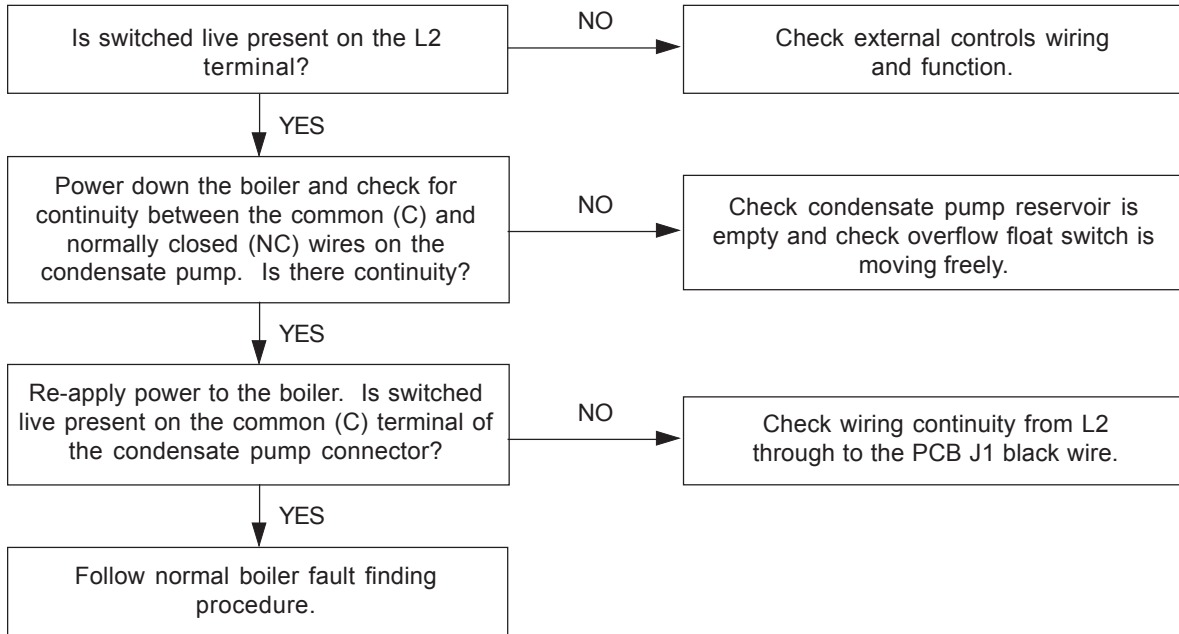 Is switched live present on the L2
terminal?
NO
Check external controls wiring
and function.
YES
Power down the boiler and check for
continuity between the common (C) and
normally closed (NC) wires on the
condensate pump. Is there continuity?
NO
Check condensate pump reservoir is
empty and check overflow float switch is
moving freely.
YES
Re-apply power to the boiler. Is switched
live present on the common (C) terminal of
the condensate pump connector?
NO
Check wiring continuity from L2
through to the PCB J1 black wire.
YES
Follow normal boiler fault finding
procedure.